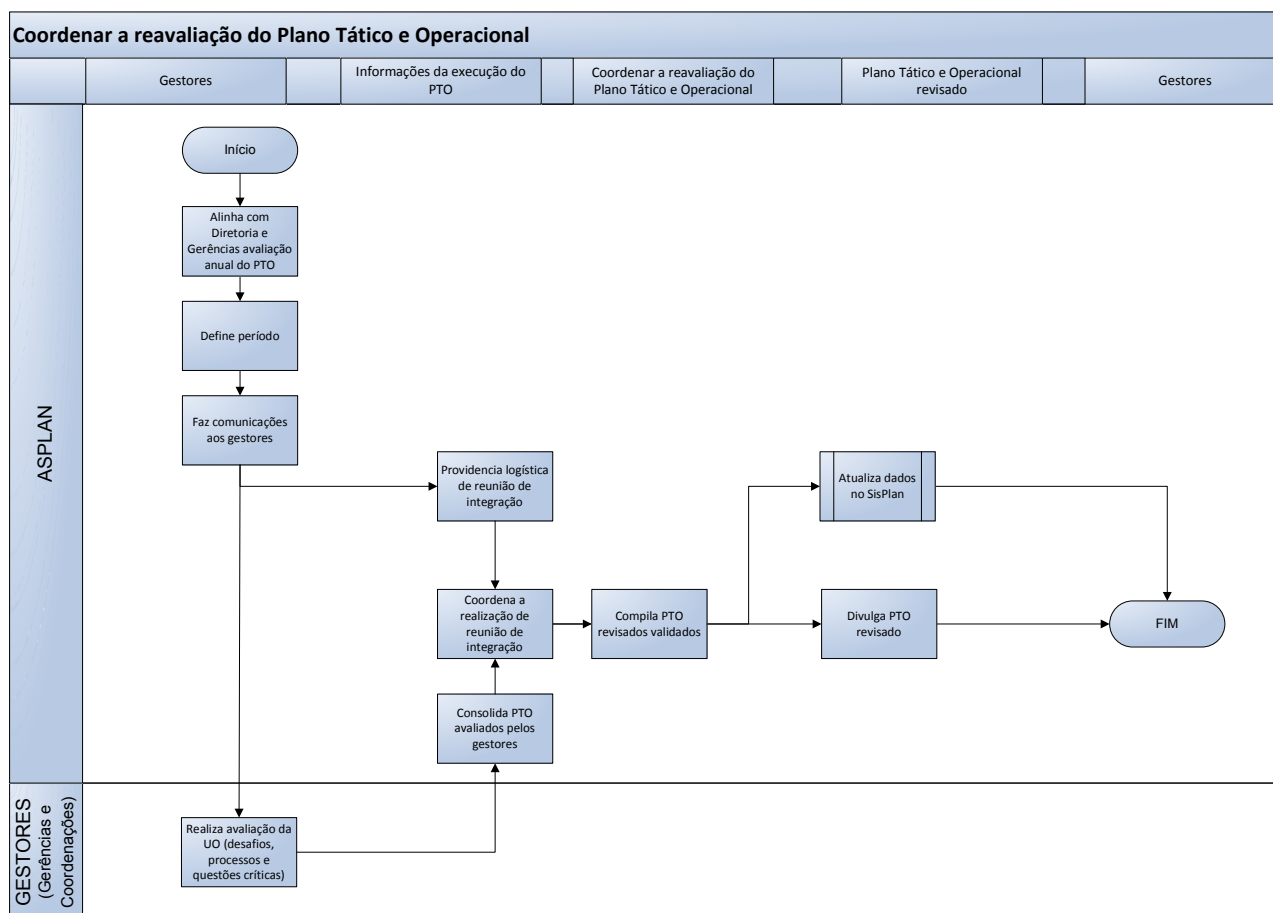 Coordenar a reavaliação do Plano Tático e Operacional
Gestores
Informações da execução do
PTO
Coordenar a reavaliação do
Plano Tático e Operacional
Plano Tático e Operacional
revisado
Gestores
ASPLAN
Início
Alinha com
Diretoria e
Gerências avaliação
anual do PTO
Define período
Faz comunicações
aos gestores
Providencia logística
de reunião de
integração
Atualiza dados
no SisPlan
Coordena a
realização de
reunião de
integração
Compila PTO
revisados validados
Divulga PTO
revisado
FIM
Consolida PTO
avaliados pelos
gestores
GESTORES
(Gerências e
Coordenações)
Realiza avaliação da
UO (desafios,
processos e
questões críticas)